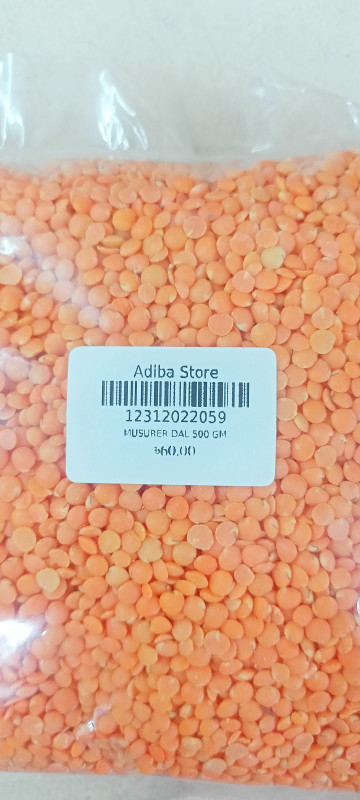 Adiba Store
12312022059
MUSURER DAL 500 GM
৳60.00